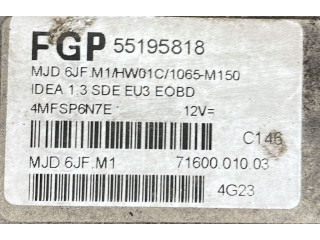 FGP 55195818
MJD 6JF.M1/HW01C/1065-M150
IDEA 1.3 SDE EU3 EOBD
4MFSP6N7E 12V=
C146
MJD 6JF.M1 71600.010.03
4G23